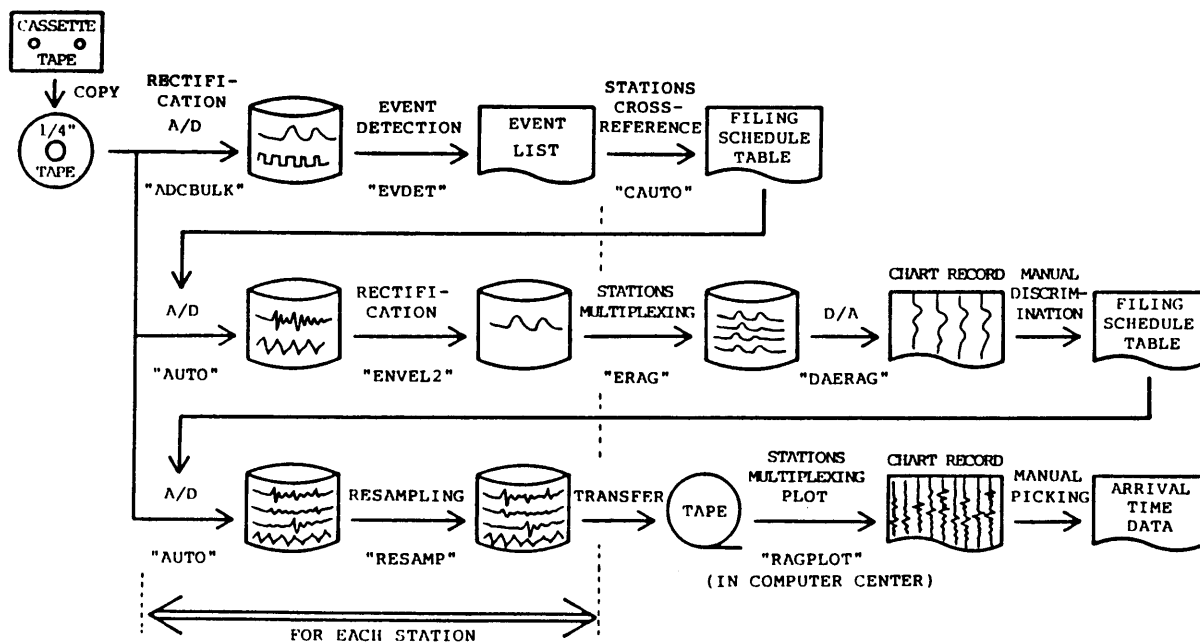 CASSETTE
TAPE
COPY
1/4"
TAPE
RECTIFI-
CATION
A/D
"ADCBULK"
EVENT
DETECTION
"EVDET"
EVENT
LIST
STATIONS
CROSS-
REFERENCE
"CAUTO"
FILING
SCHEDULE
TABLE
A/D
"AUTO"
RECTIFI-
CATION
"ENVEL2"
STATIONS
MULTIPLEXING
"ERAG"
D/A
"DAERAG"
CHART RECORD
MANUAL
DISCRIM-
INATION
FILING
SCHEDULE
TABLE
A/D
"AUTO"
RESAMPLING
"RESAMP"
TRANSFER
TAPE
STATIONS
MULTIPLEXING
PLOT
"RAGPLOT"
(IN COMPUTER CENTER)
CHART RECORD
MANUAL
PICKING
ARRIVAL
TIME
DATA
FOR EACH STATION